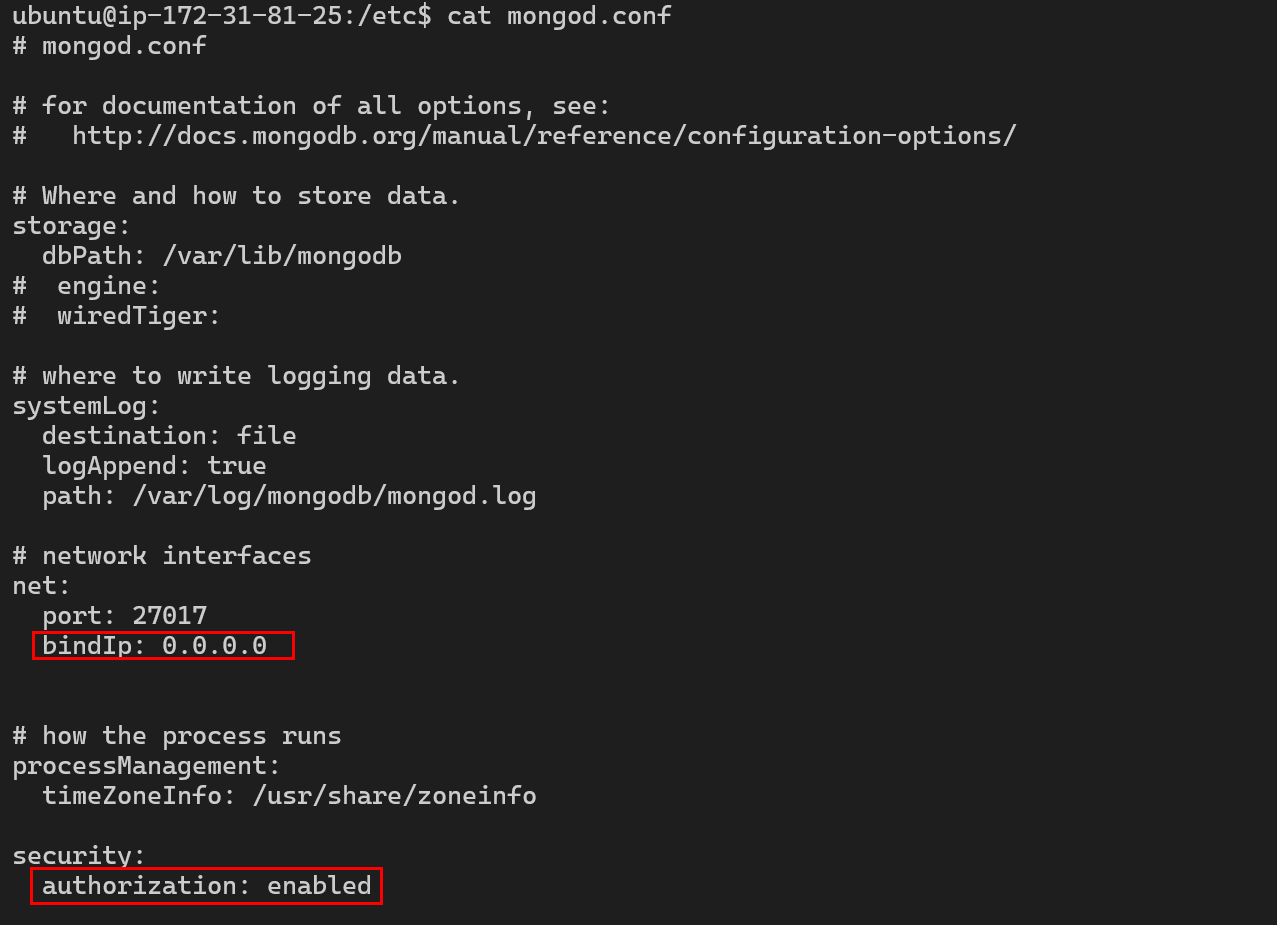 ubuntu@ip-172-31-81-25:/etc$ cat mongod.conf
# mongod.conf

# for documentation of all options, see:
#   http://docs.mongodb.org/manual/reference/configuration-options/

# Where and how to store data.
storage:
  dbPath: /var/lib/mongodb
#  engine:
#  wiredTiger:

# where to write logging data.
systemLog:
  destination: file
  logAppend: true
  path: /var/log/mongodb/mongod.log

# network interfaces
net:
  port: 27017
  bindIp: 0.0.0.0


# how the process runs
processManagement:
  timeZoneInfo: /usr/share/zoneinfo

security:
  authorization: enabled